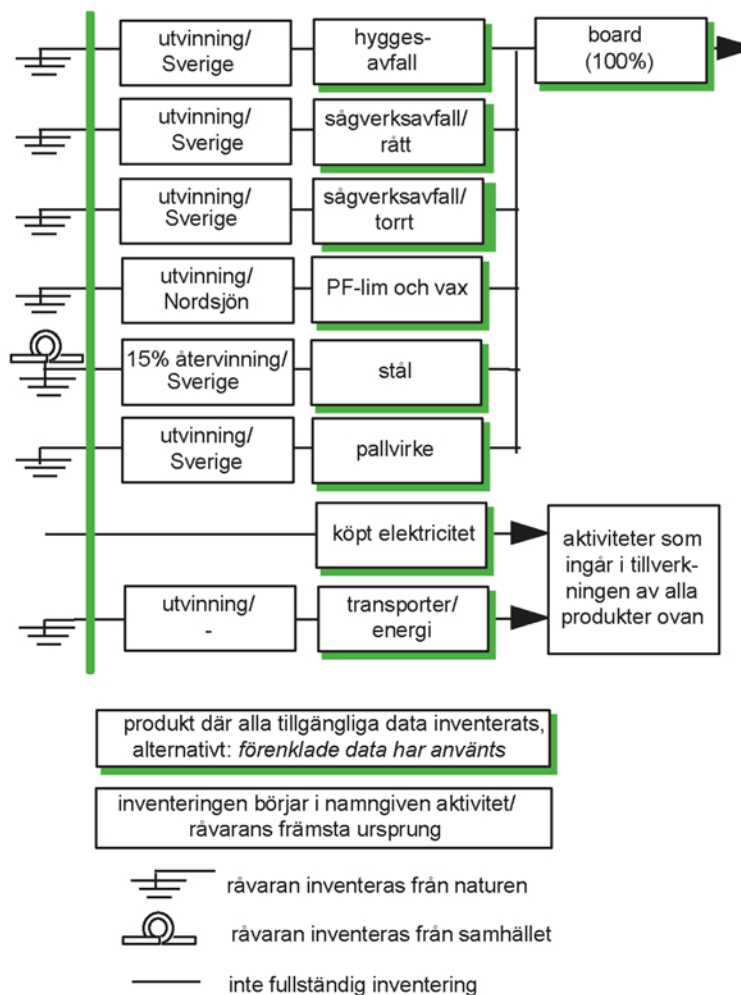 utvinning/
Sverige
hygges-
avfall
board
(100%)
utvinning/
Sverige
sågverksavfall/
rått
utvinning/
Sverige
sågverksavfall/
torrt
utvinning/
Nordsjön
PF-lim och vax
15% återvinning/
Sverige
stål
utvinning/
Sverige
pallvirke
köpt elektricitet
aktiviteter som
ingår i tillverk-
ningen av alla
produkter ovan
utvinning/
-
transporter/
energi
produkt där alla tillgängliga data inventerats,
alternativt: förenklade data har använts
inventeringen börjar i namngiven aktivitet/
råvarans främsta ursprung
råvaran inventeras från naturen
råvaran inventeras från samhället
inte fullständig inventering